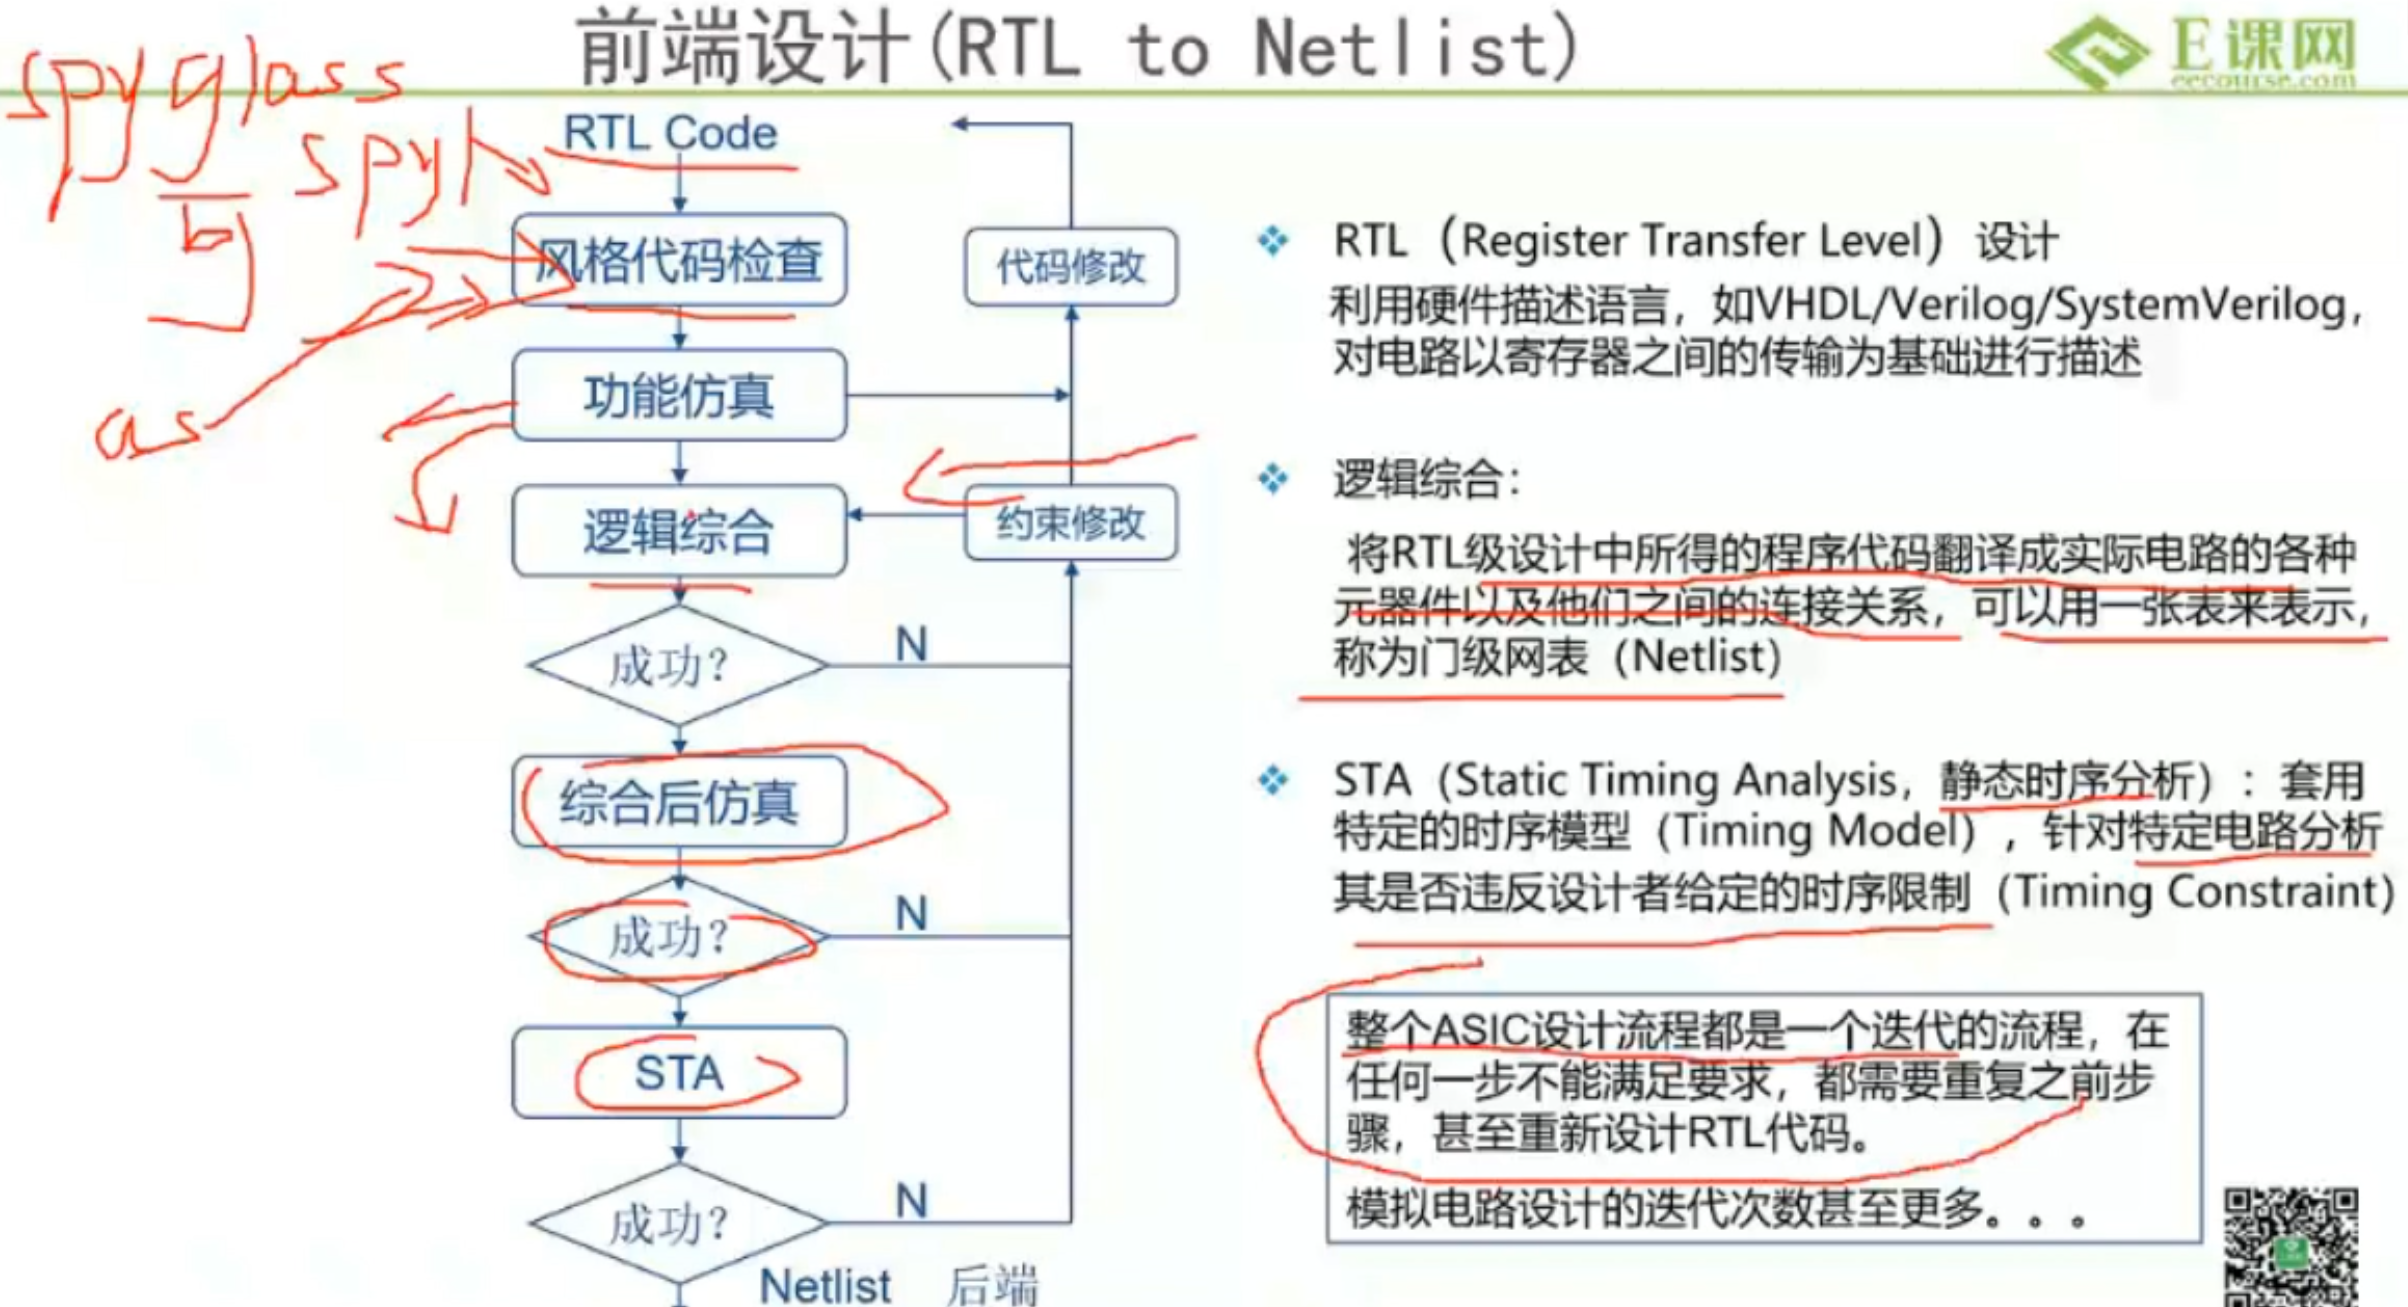 前端设计(RTL to Netlist)
E课网
eecourse.com
spyglass
spy
as
RTL Code
风格代码检查
代码修改
功能仿真
逻辑综合
约束修改
成功?
N
综合后仿真
成功?
N
STA
成功?
N
Netlist 后端
RTL（Register Transfer Level）设计
利用硬件描述语言，如VHDL/Verilog/SystemVerilog，
对电路以寄存器之间的传输为基础进行描述
逻辑综合：
将RTL级设计中所得的程序代码翻译成实际电路的各种
元器件以及他们之间的连接关系，可以用一张表来表示，
称为门级网表（Netlist）
STA（Static Timing Analysis，静态时序分析）：套用
特定的时序模型（Timing Model），针对特定电路分析
其是否违反设计者给定的时序限制（Timing Constraint）
整个ASIC设计流程都是一个迭代的流程，在
任何一步不能满足要求，都需要重复之前步
骤，甚至重新设计RTL代码。
模拟电路设计的迭代次数甚至更多。。。